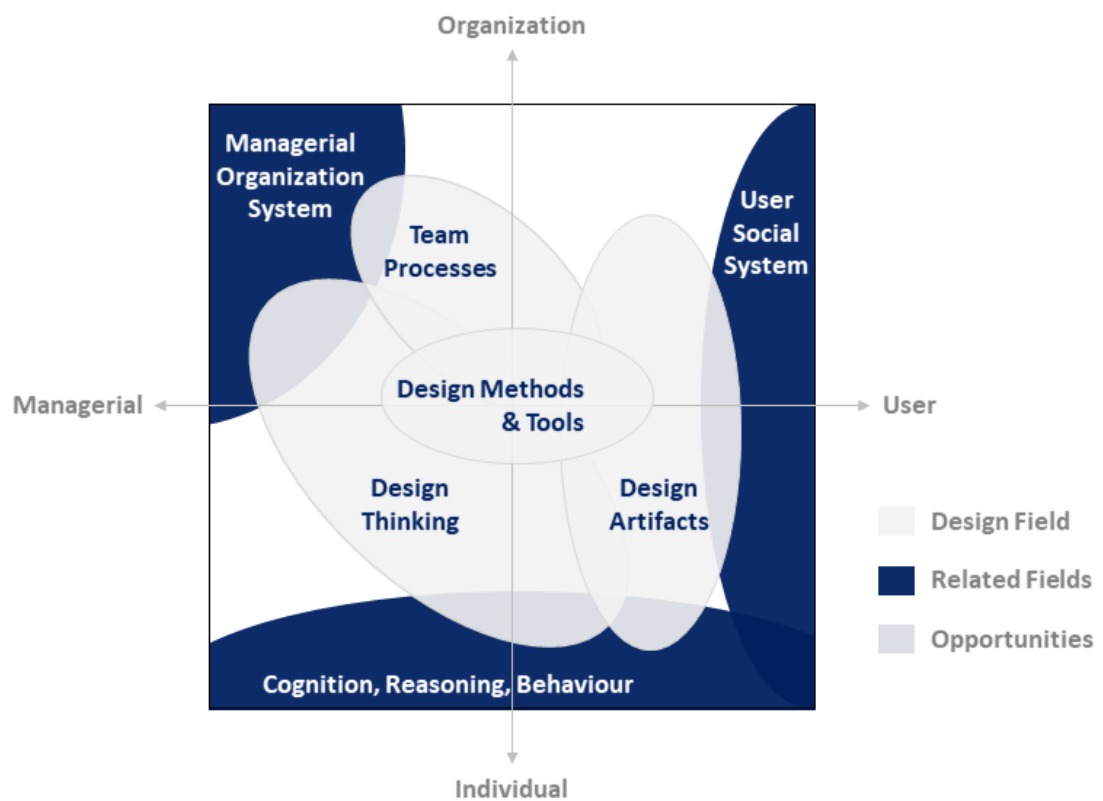 Organization
Managerial
Organization
System
User
Social
System
Team
Processes
Managerial
Design Methods
& Tools
User
Design
Thinking
Design
Artifacts
Design Field
Related Fields
Opportunities
Cognition, Reasoning, Behaviour
Individual